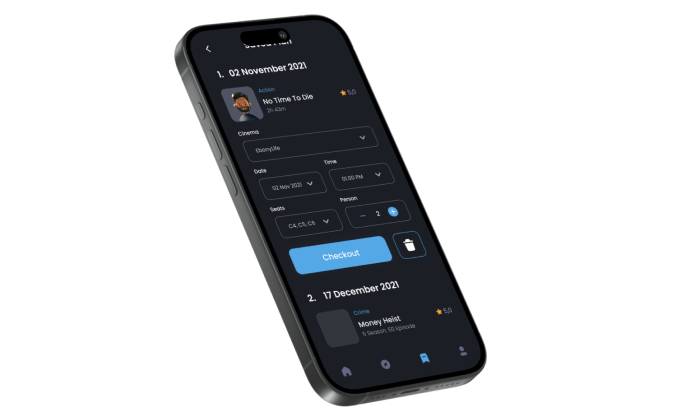 Saved Plan
1. 02 November 2021
Action
No Time To Die
5,0
2h 43m
Cinema
EbonyLife
Date
Time
02 Nov 2021
01.00 PM
Seats
Person
C4, C5, C6
2
Checkout
2. 17 December 2021
Crime
Money Heist
5,0
5 Season, 50 Episode